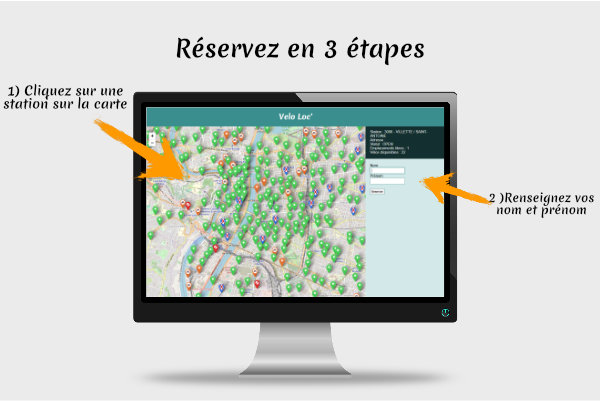 Réservez en 3 étapes
1) Cliquez sur une
station sur la carte
Velo Loc'
Station : 3088 - VILLETTE / SAINT-
ANTOINE
Adresse :
Statut : OPEN
Emplacements libres : 1
Vélos disponibles : 22
Nom
Prénom
Réserver
2 )Renseignez vos
nom et prénom